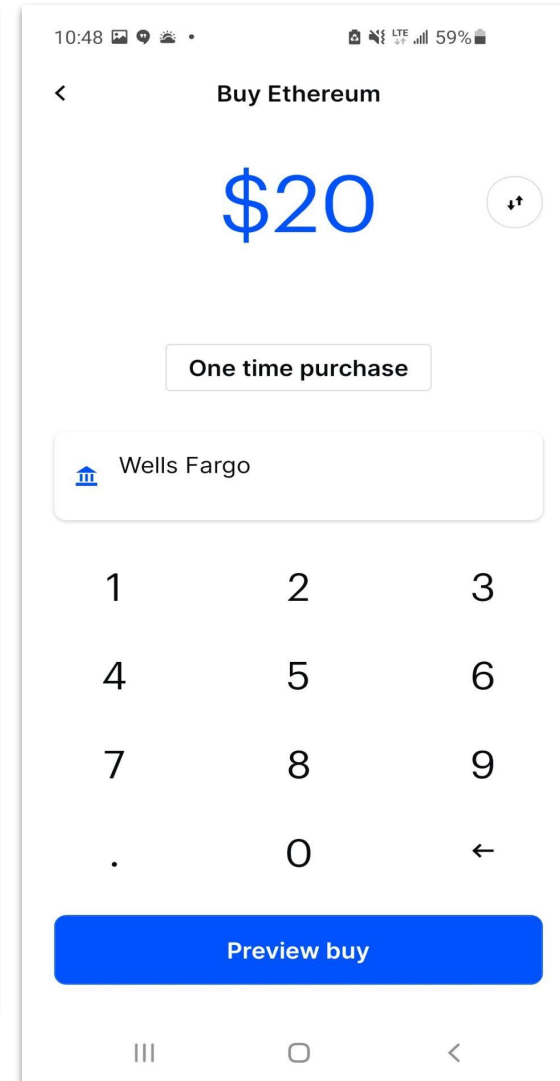 10:48 LTE 59%
Buy Ethereum
$20
One time purchase
Wells Fargo
1 2 3
4 5 6
7 8 9
. 0
Preview buy